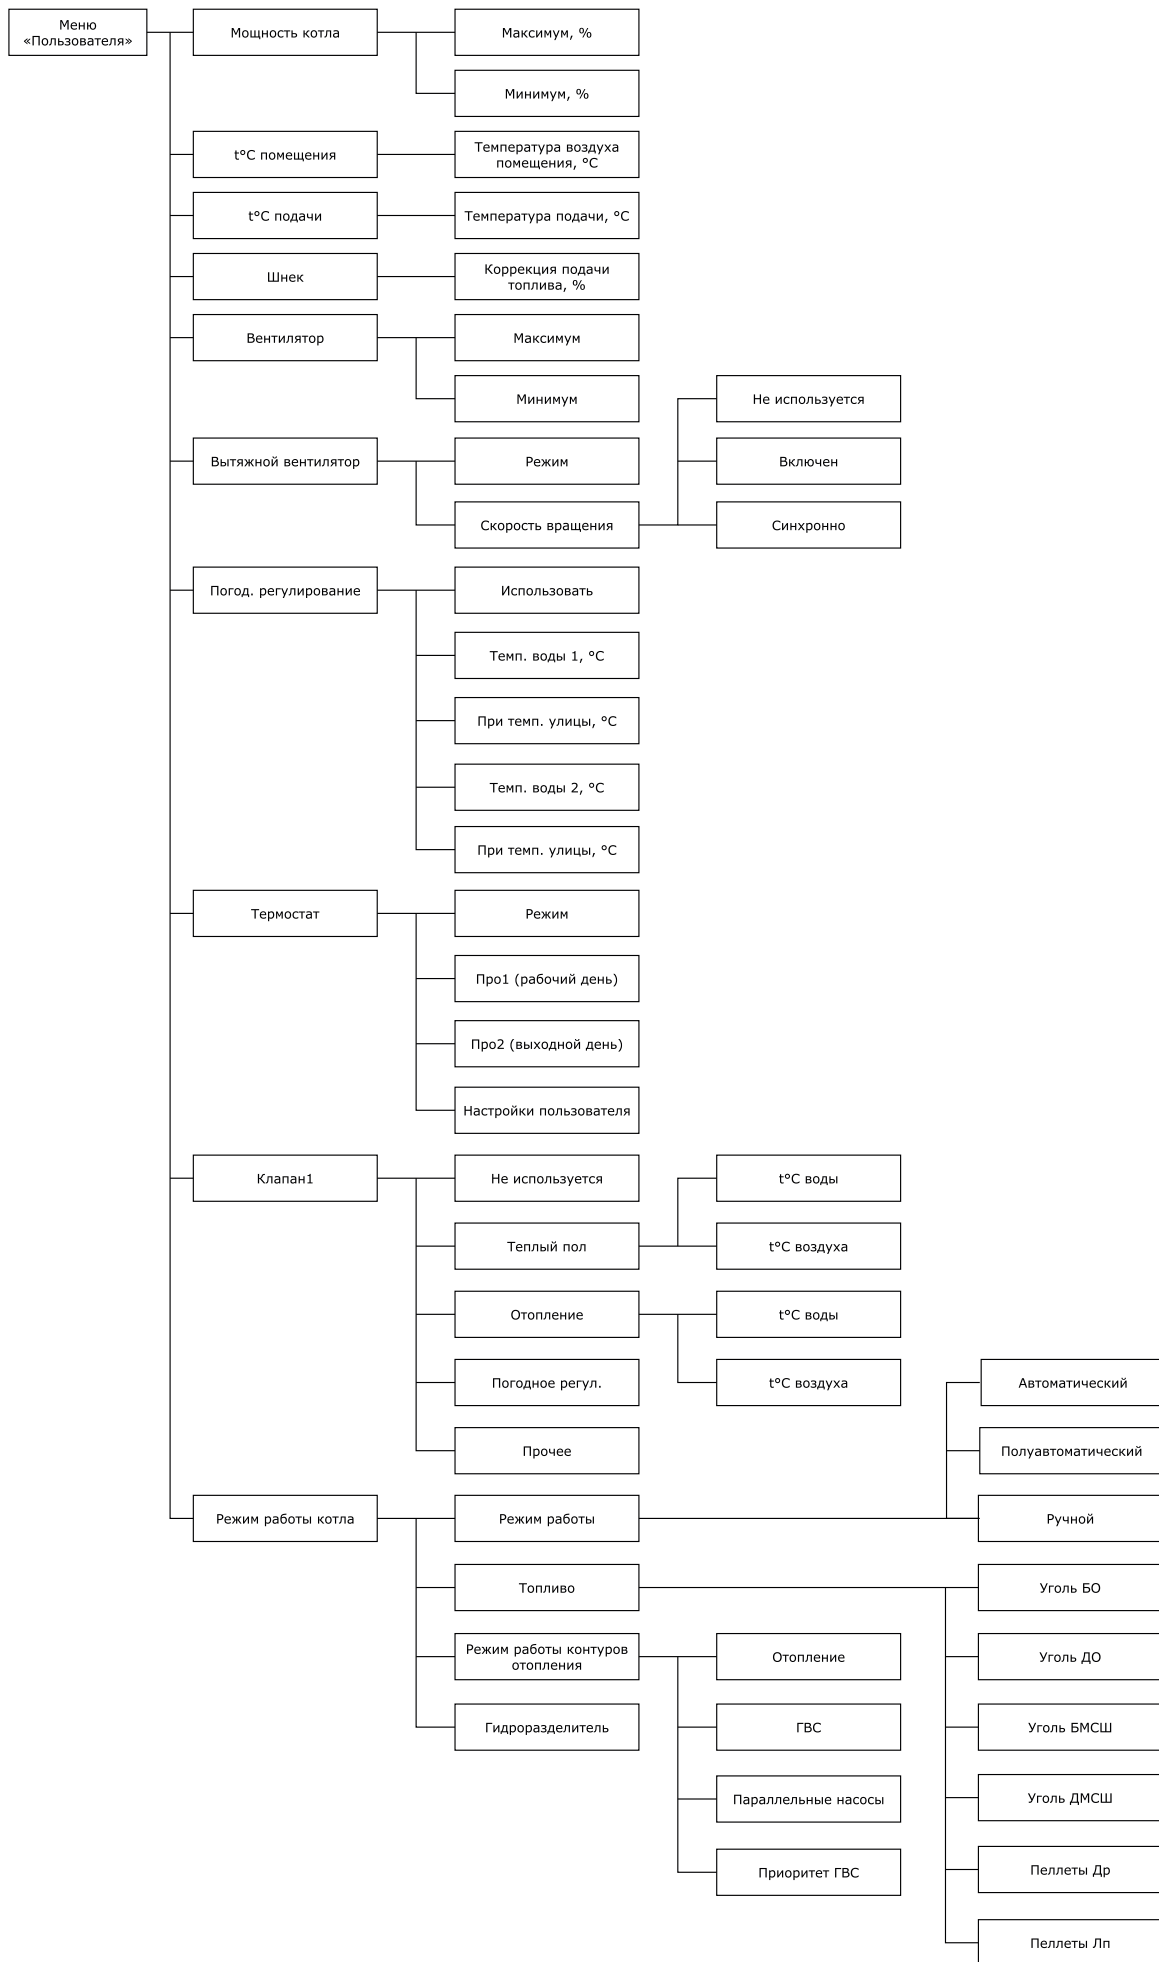 Меню
«Пользователя»
Мощность котла
Максимум, %
Минимум, %
t°C помещения
Температура воздуха
помещения, °C
t°C подачи
Температура подачи, °C
Шнек
Коррекция подачи
топлива, %
Вентилятор
Максимум
Минимум
Не используется
Вытяжной вентилятор
Режим
Включен
Скорость вращения
Синхронно
Погод. регулирование
Использовать
Темп. воды 1, °C
При темп. улицы, °C
Темп. воды 2, °C
При темп. улицы, °C
Термостат
Режим
Про1 (рабочий день)
Про2 (выходной день)
Настройки пользователя
Клапан1
Не используется
t°C воды
Теплый пол
t°C воздуха
Отопление
t°C воды
Погодное регул.
t°C воздуха
Автоматический
Прочее
Полуавтоматический
Режим работы котла
Режим работы
Ручной
Топливо
Уголь БО
Режим работы контуров
отопления
Отопление
Уголь ДО
Гидроразделитель
ГВС
Уголь БМСШ
Параллельные насосы
Уголь ДМСШ
Приоритет ГВС
Пеллеты Др
Пеллеты Лп